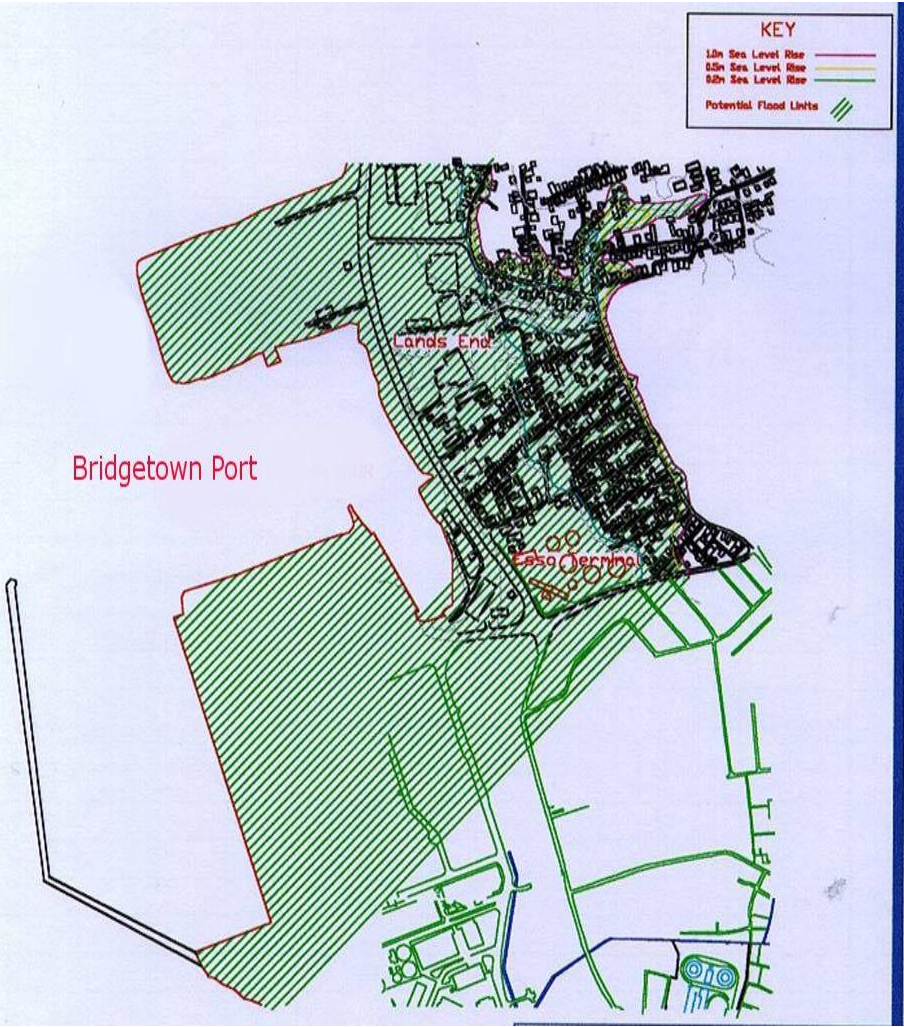 KEY
1.0m Sea Level Rise
0.5m Sea Level Rise
0.2m Sea Level Rise
Potential Flood Limits
Lands End
Bridgetown Port
Esso Terminal